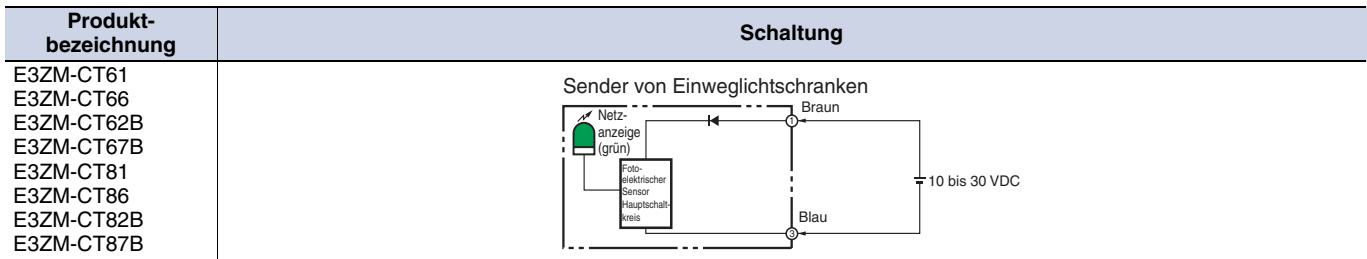 Produkt-
bezeichnung
Schaltung
E3ZM-CT61
E3ZM-CT66
E3ZM-CT62B
E3ZM-CT67B
E3ZM-CT81
E3ZM-CT86
E3ZM-CT82B
E3ZM-CT87B
Sender von Einweglichtschranken
Netz-
anzeige
(grün)
Foto-
elektrischer
Sensor
Hauptschalt-
kreis
Braun
1
10 bis 30 VDC
Blau
3